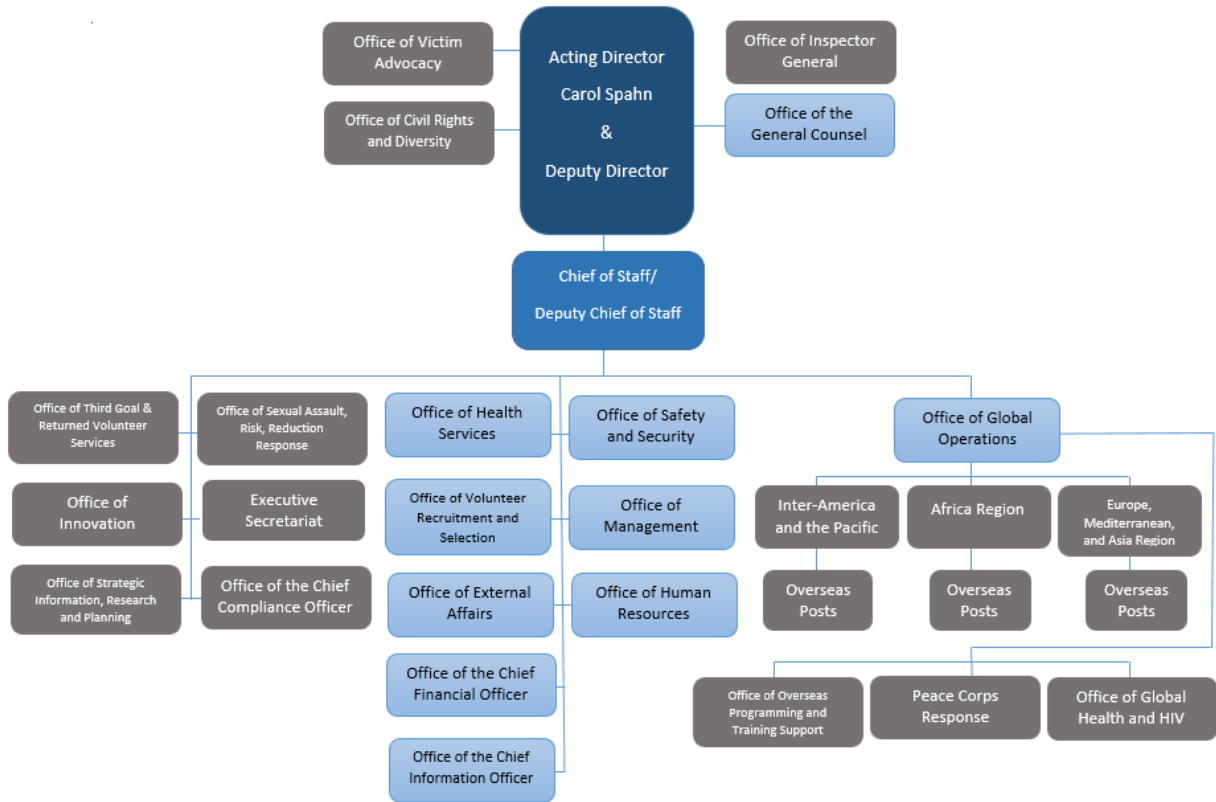 Office of Victim
Advocacy
Office of Civil Rights
and Diversity
Acting Director
Carol Spahn
&
Deputy Director
Office of Inspector
General
Office of the
General Counsel
Chief of Staff/
Deputy Chief of Staff
Office of Third Goal &
Returned Volunteer
Services
Office of Sexual Assault,
Risk, Reduction
Response
Office of
Innovation
Executive
Secretariat
Office of Strategic
Information, Research
and Planning
Office of the Chief
Compliance Officer
Office of Health
Services
Office of Safety
and Security
Office of Volunteer
Recruitment and
Selection
Office of
Management
Office of External
Affairs
Office of Human
Resources
Office of the Chief
Financial Officer
Office of the Chief
Information Officer
Office of Global
Operations
Inter-America
and the Pacific
Africa Region
Europe,
Mediterranean,
and Asia Region
Overseas
Posts
Overseas
Posts
Overseas
Posts
Office of Overseas
Programming and
Training Support
Peace Corps
Response
Office of Global
Health and HIV